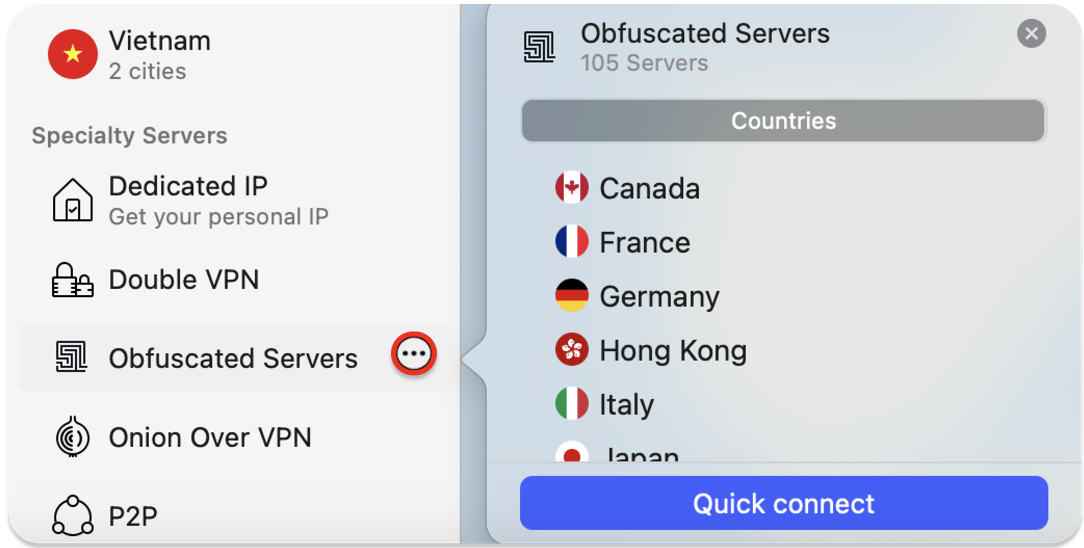 Vietnam
2 cities
Specialty Servers
Dedicated IP
Get your personal IP
Double VPN
Obfuscated Servers
Onion Over VPN
P2P
Obfuscated Servers
105 Servers
Countries
Canada
France
Germany
Hong Kong
Italy
Japan
Quick connect